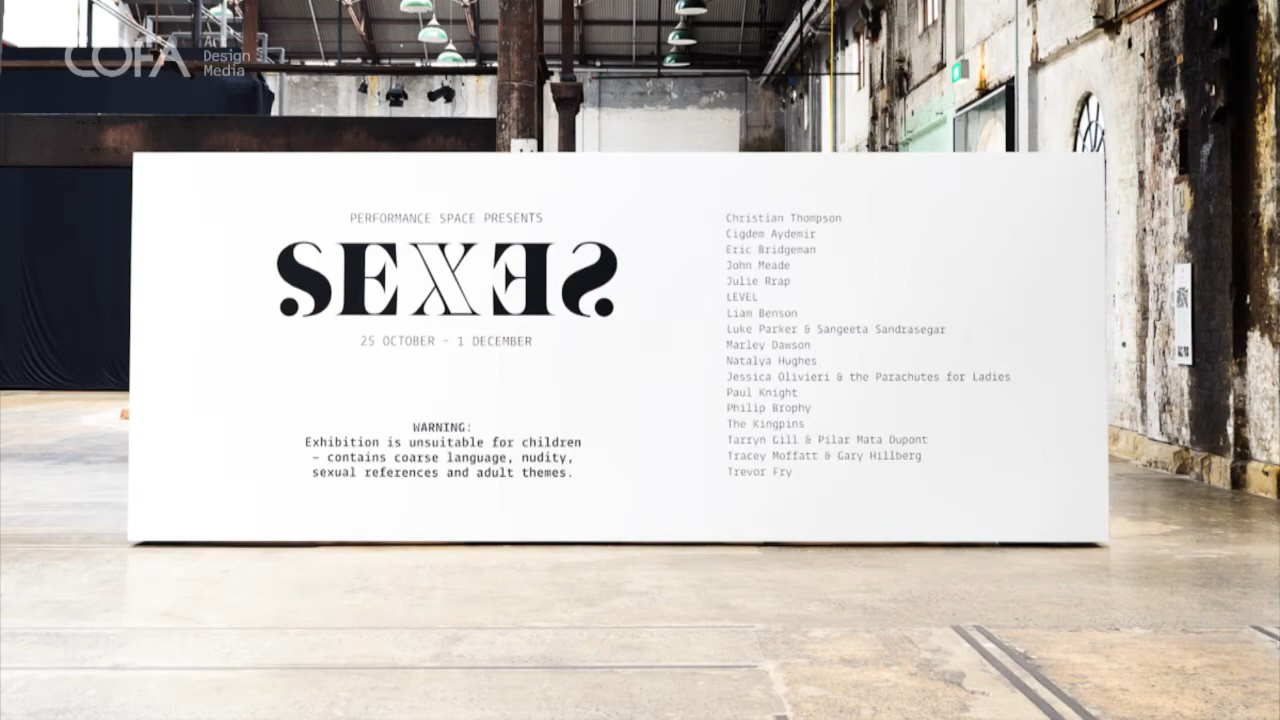 COFA
Art
Design
Media
PERFORMANCE SPACE PRESENTS
SEXES
25 OCTOBER – 1 DECEMBER
WARNING:
Exhibition is unsuitable for children
– contains coarse language, nudity,
sexual references and adult themes.
Christian Thompson
Cigdem Aydemir
Eric Bridgeman
John Meade
Julie Rrap
LEVEL
Liam Benson
Luke Parker & Sangeeta Sandrasegar
Marley Dawson
Natalya Hughes
Jessica Olivieri & the Parachutes for Ladies
Paul Knight
Philip Brophy
The Kingpins
Tarryn Gill & Pilar Mata Dupont
Tracey Moffatt & Gary Hillberg
Trevor Fry